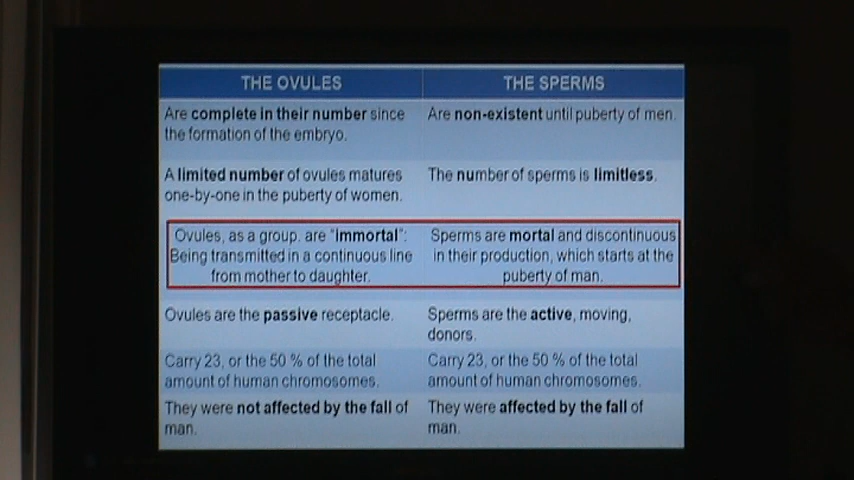 THE OVULES
THE SPERMS
Are complete in their number since
the formation of the embryo.
Are non-existent until puberty of men.
A limited number of ovules matures
one-by-one in the puberty of women.
The number of sperms is limitless.
Ovules, as a group. are "immortal":
Being transmitted in a continuous line
from mother to daughter.
Sperms are mortal and discontinuous
in their production, which starts at the
puberty of man.
Ovules are the passive receptacle.
Sperms are the active, moving,
donors.
Carry 23, or the 50 % of the total
amount of human chromosomes.
Carry 23, or the 50 % of the total
amount of human chromosomes.
They were not affected by the fall of
man.
They were affected by the fall of
man.